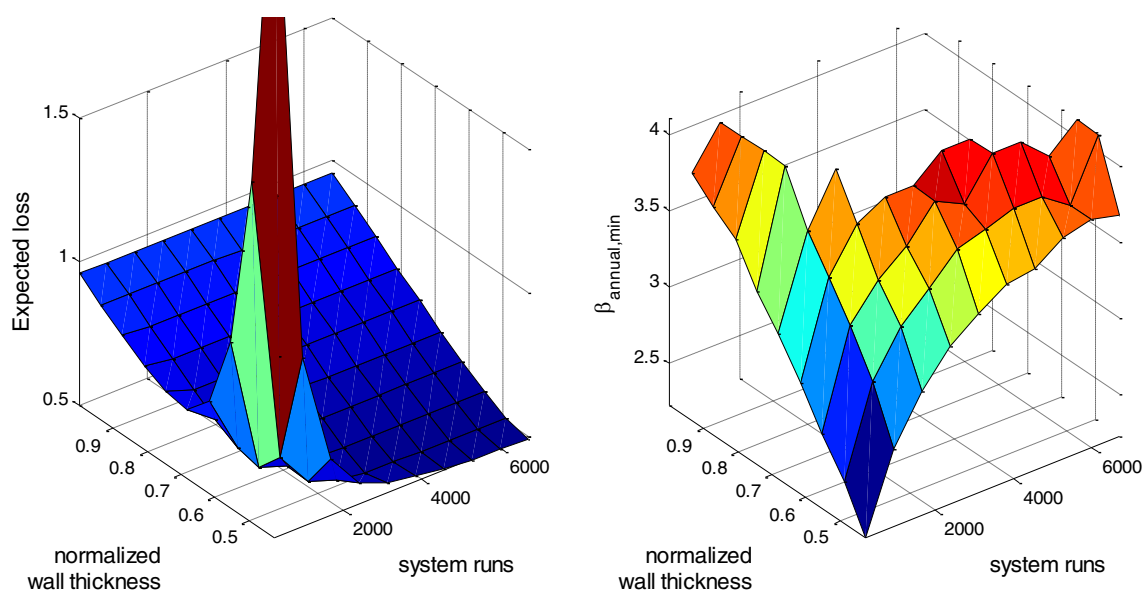 1.5
1
0.5
Expected loss
0.9
0.8
0.7
0.6
0.5
normalized
wall thickness
2000
4000
6000
system runs
4
3.5
3
2.5
βannual,min
0.9
0.8
0.7
0.6
0.5
normalized
wall thickness
2000
4000
6000
system runs